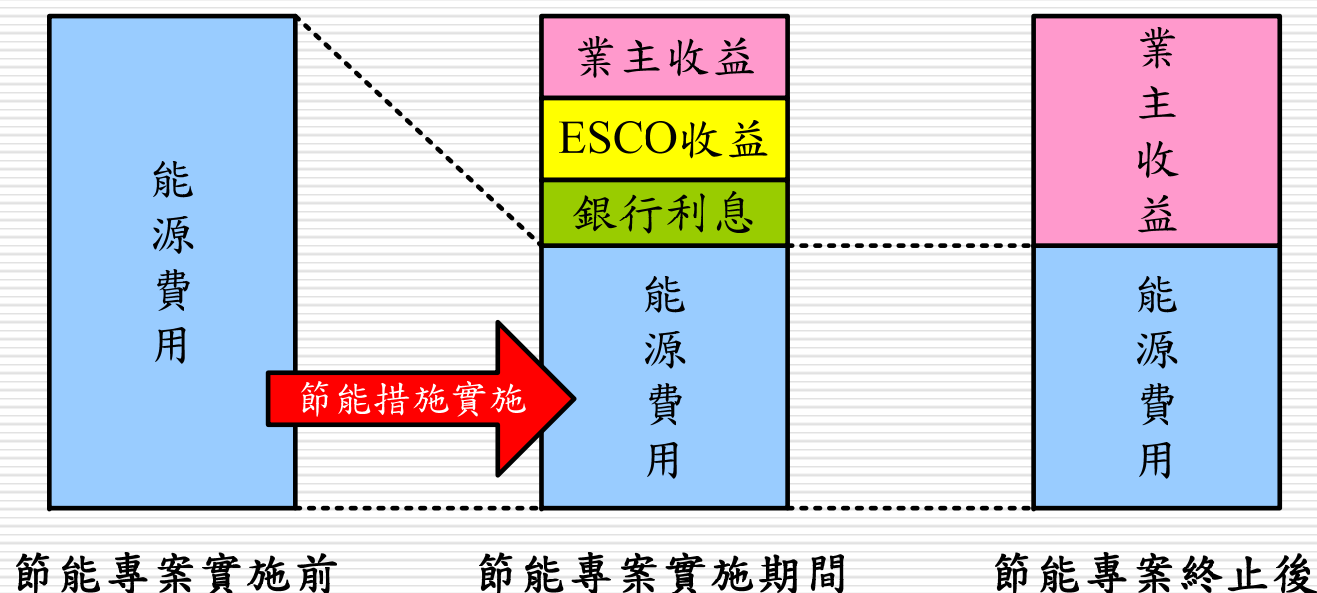 能源費用
節能措施實施
業主收益
ESCO收益
銀行利息
能源費用
業主收益
能源費用
節能專案實施前
節能專案實施期間
節能專案終止後